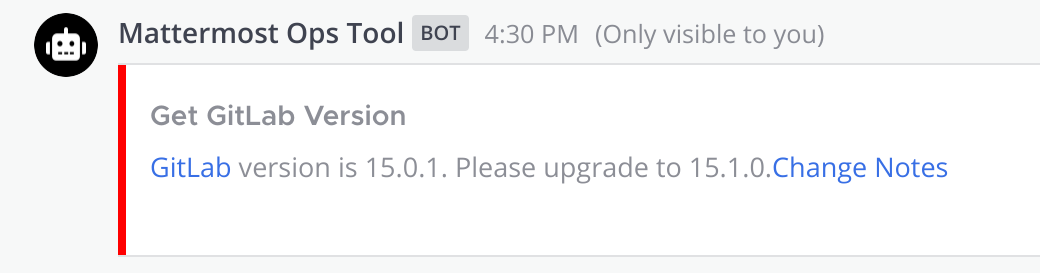 Mattermost Ops Tool BOT 4:30 PM (Only visible to you)
Get GitLab Version
GitLab version is 15.0.1. Please upgrade to 15.1.0.Change Notes